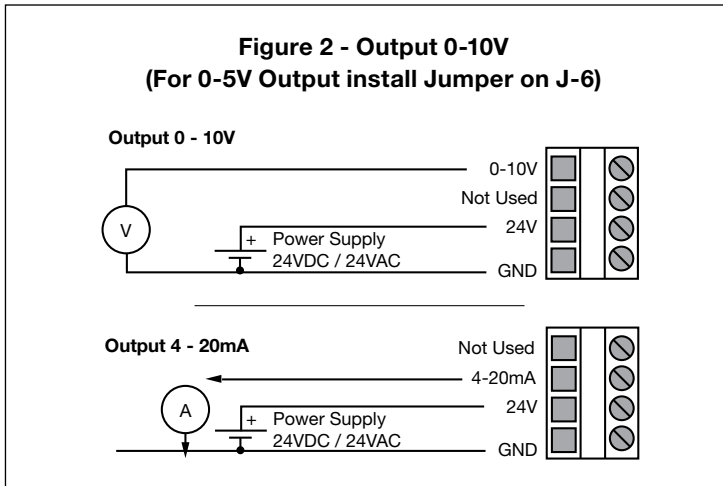 Figure 2 - Output 0-10V
(For 0-5V Output install Jumper on J-6)
Output 0 - 10V
0-10V
Not Used
24V
GND
V
+ Power Supply
24VDC / 24VAC
Output 4 - 20mA
Not Used
4-20mA
24V
GND
A
+ Power Supply
24VDC / 24VAC